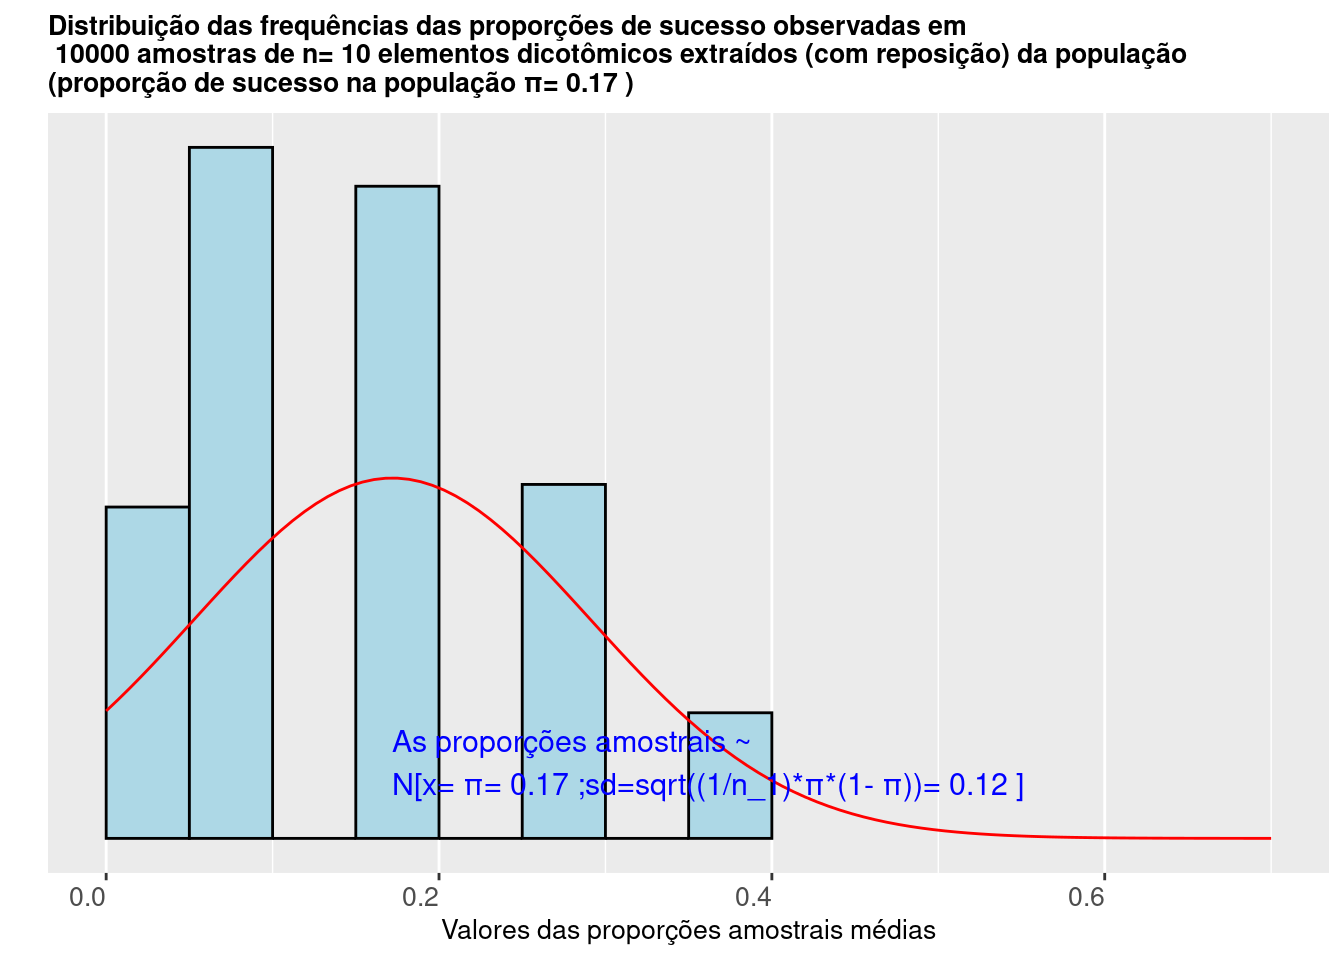 Distribuição das frequências das proporções de sucesso observadas em
10000 amostras de n= 10 elementos dicotômicos extraídos (com reposição) da população
(proporção de sucesso na população π= 0.17 )
As proporções amostrais ~
N[x= π= 0.17 ;sd=sqrt((1/n_1)*π*(1- π))= 0.12 ]
0.0 0.2 0.4 0.6
Valores das proporções amostrais médias